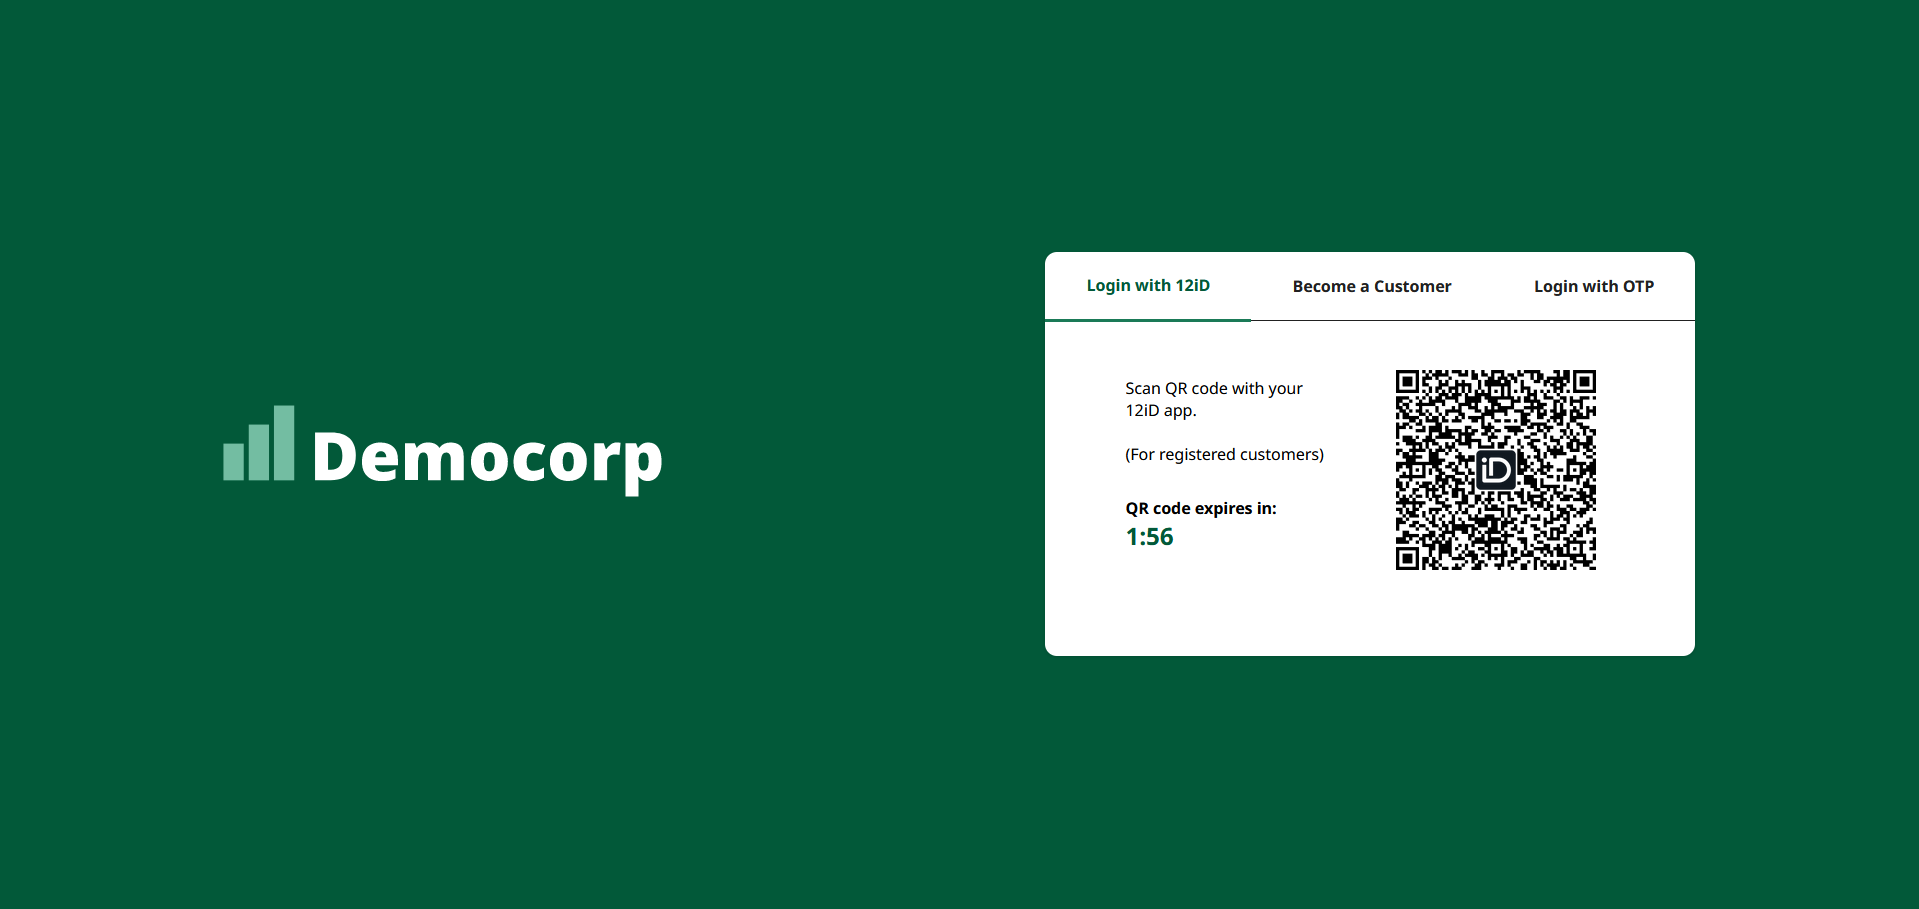 Democorp
Login with 12iD
Become a Customer
Login with OTP
Scan QR code with your
12iD app.
(For registered customers)
QR code expires in:
1:56
iD